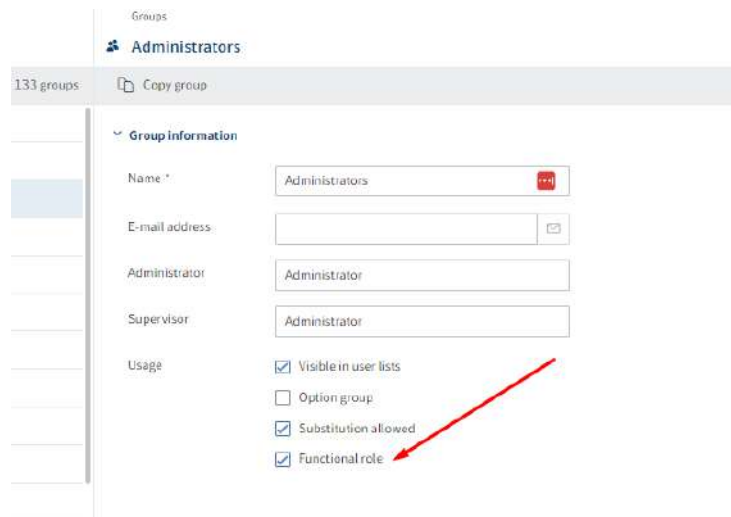 Groups
Administrators
133 groups
Copy group
Group information
Name *
Administrators
E-mail address
Administrator
Administrator
Supervisor
Administrator
Usage
Visible in user lists
Option group
Substitution allowed
Functional role